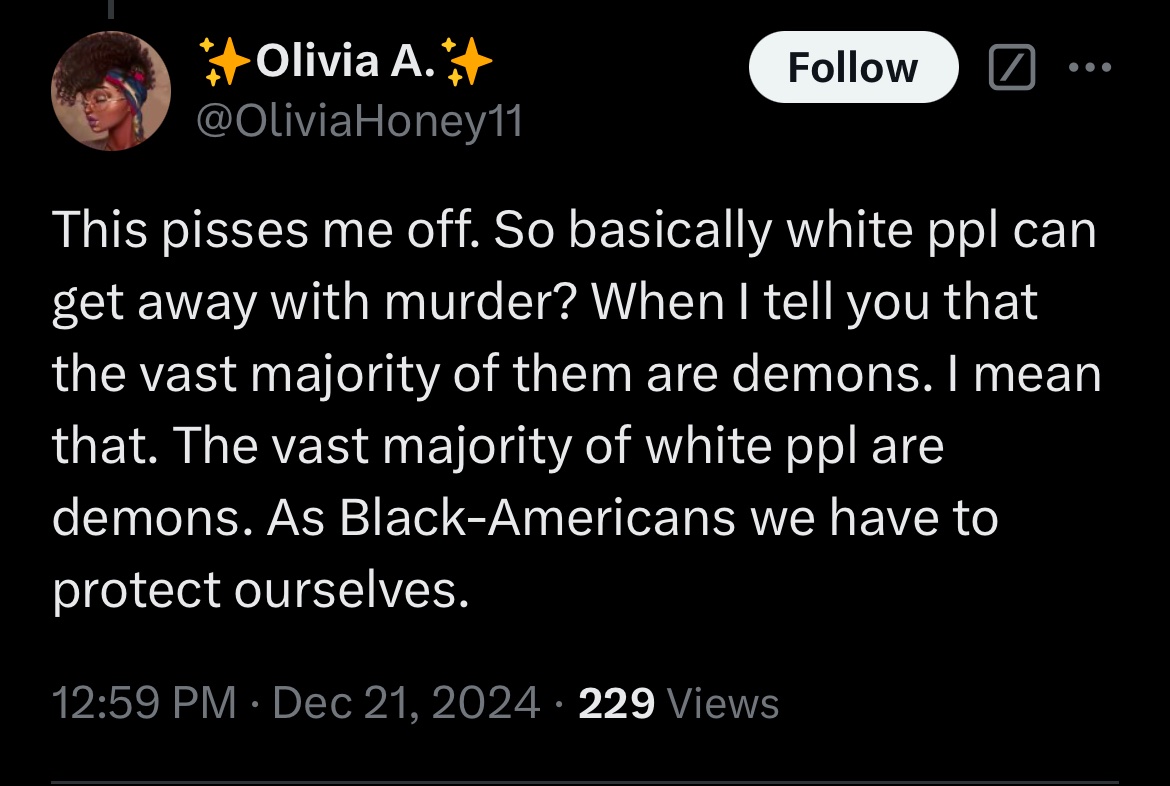 ✨Olivia A.✨
Follow
@OliviaHoney11
This pisses me off. So basically white ppl can
get away with murder? When I tell you that
the vast majority of them are demons. I mean
that. The vast majority of white ppl are
demons. As Black-Americans we have to
protect ourselves.
12:59 PM · Dec 21, 2024 · 229 Views